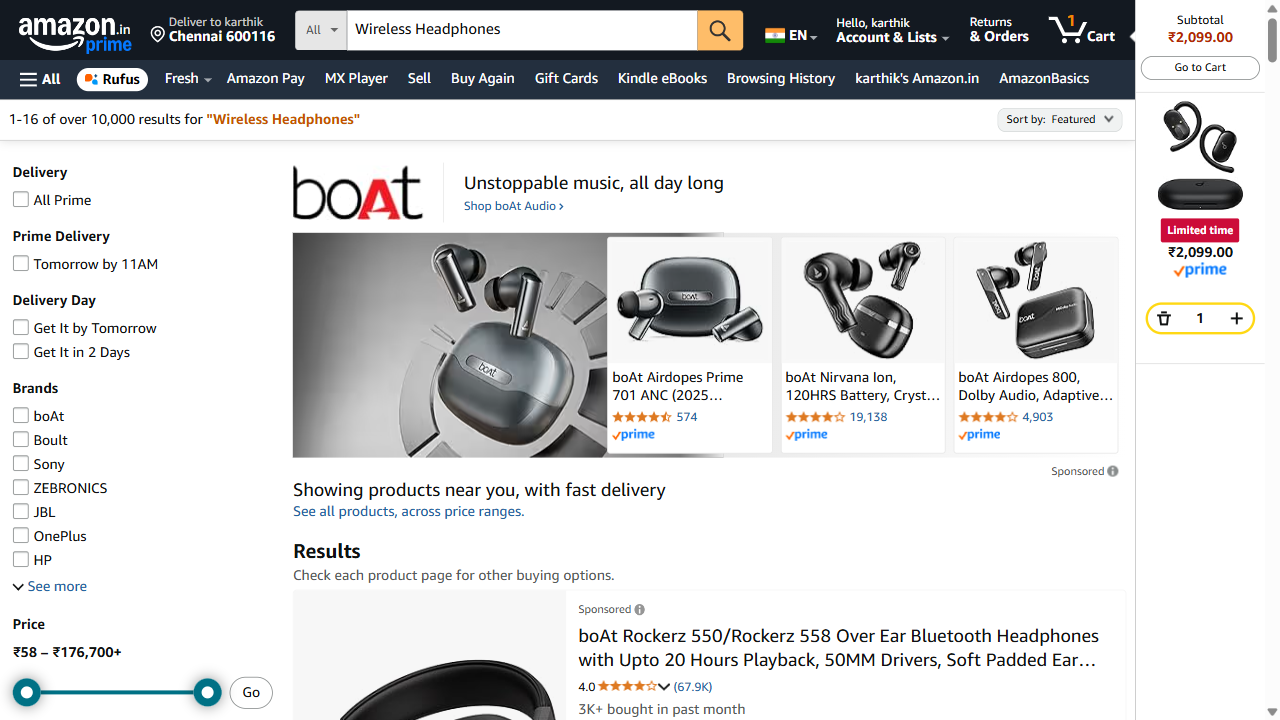 amazon.in
prime
Deliver to karthik
Chennai 600116
All
Wireless Headphones
EN
Hello, karthik
Account & Lists
Returns
& Orders
1
Cart
All
Rufus
Fresh
Amazon Pay
MX Player
Sell
Buy Again
Gift Cards
Kindle eBooks
Browsing History
karthik's Amazon.in
AmazonBasics
Subtotal
₹2,099.00
Go to Cart
Limited time
₹2,099.00
prime
1
1-16 of over 10,000 results for "Wireless Headphones"
Sort by: Featured
Delivery
All Prime
Prime Delivery
Tomorrow by 11AM
Delivery Day
Get It by Tomorrow
Get It in 2 Days
Brands
boAt
Boult
Sony
ZEBRONICS
JBL
OnePlus
HP
See more
Price
₹58 – ₹176,700+
Go
boAt
Unstoppable music, all day long
Shop boAt Audio ›
boAt
boAt
boAt Airdopes Prime
701 ANC (2025…
574
prime
boAt Nirvana Ion,
120HRS Battery, Cryst…
19,138
prime
boAt
boAt Airdopes 800,
Dolby Audio, Adaptive…
4,903
prime
Sponsored
Showing products near you, with fast delivery
See all products, across price ranges.
Results
Check each product page for other buying options.
Sponsored
boAt Rockerz 550/Rockerz 558 Over Ear Bluetooth Headphones
with Upto 20 Hours Playback, 50MM Drivers, Soft Padded Ear…
4.0 (67.9K)
3K+ bought in past month